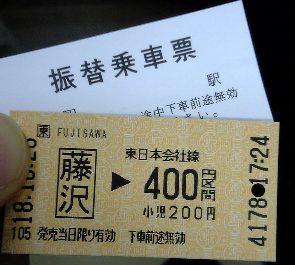 振替乗車票
駅
途中下車前途無効
さい。
東 FUJISAWA
藤沢 ▶ 東日本会社線 400円区間
小児200円
105 発売当日限り有効 下車前途無効
4178●17:24